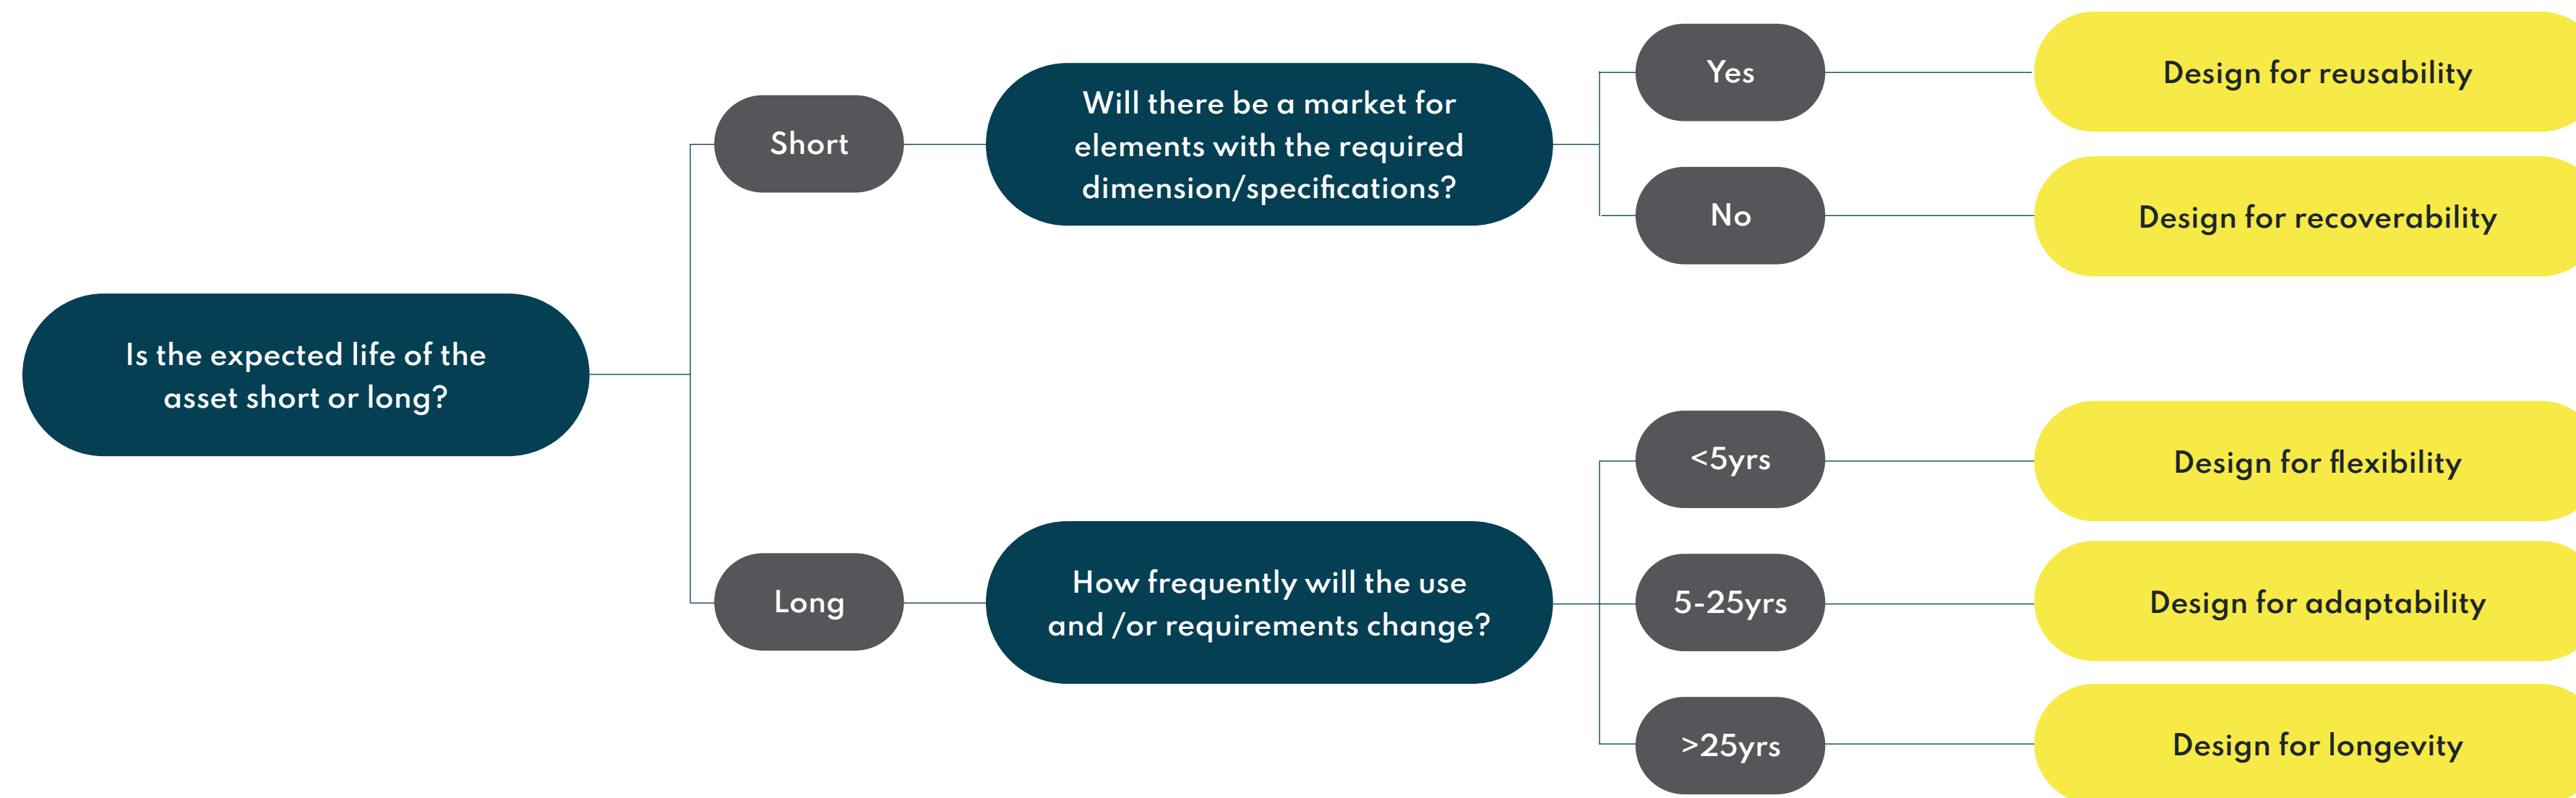 Is the expected life of the
asset short or long?
Short
Will there be a market for
elements with the required
dimension/specifications?
Yes
Design for reusability
No
Design for recoverability
Long
How frequently will the use
and /or requirements change?
<5yrs
Design for flexibility
5-25yrs
Design for adaptability
>25yrs
Design for longevity